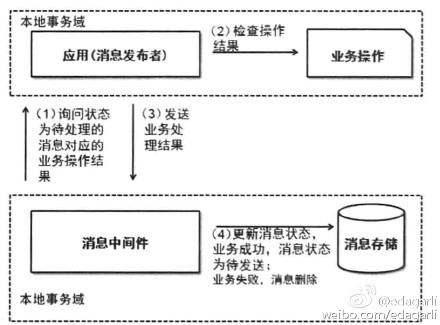 本地事务域
应用(消息发布者)
(2)检查操作
结果
业务操作
(1)询问状态
为待处理的
消息对应的
业务操作结
果
(3)发送
业务处
理结果
消息中间件
(4)更新消息状态，
业务成功，消息状态
为待发送；
业务失败，消息删除
消息存储
本地事务域
@edagarli
weibo.com/edagarli